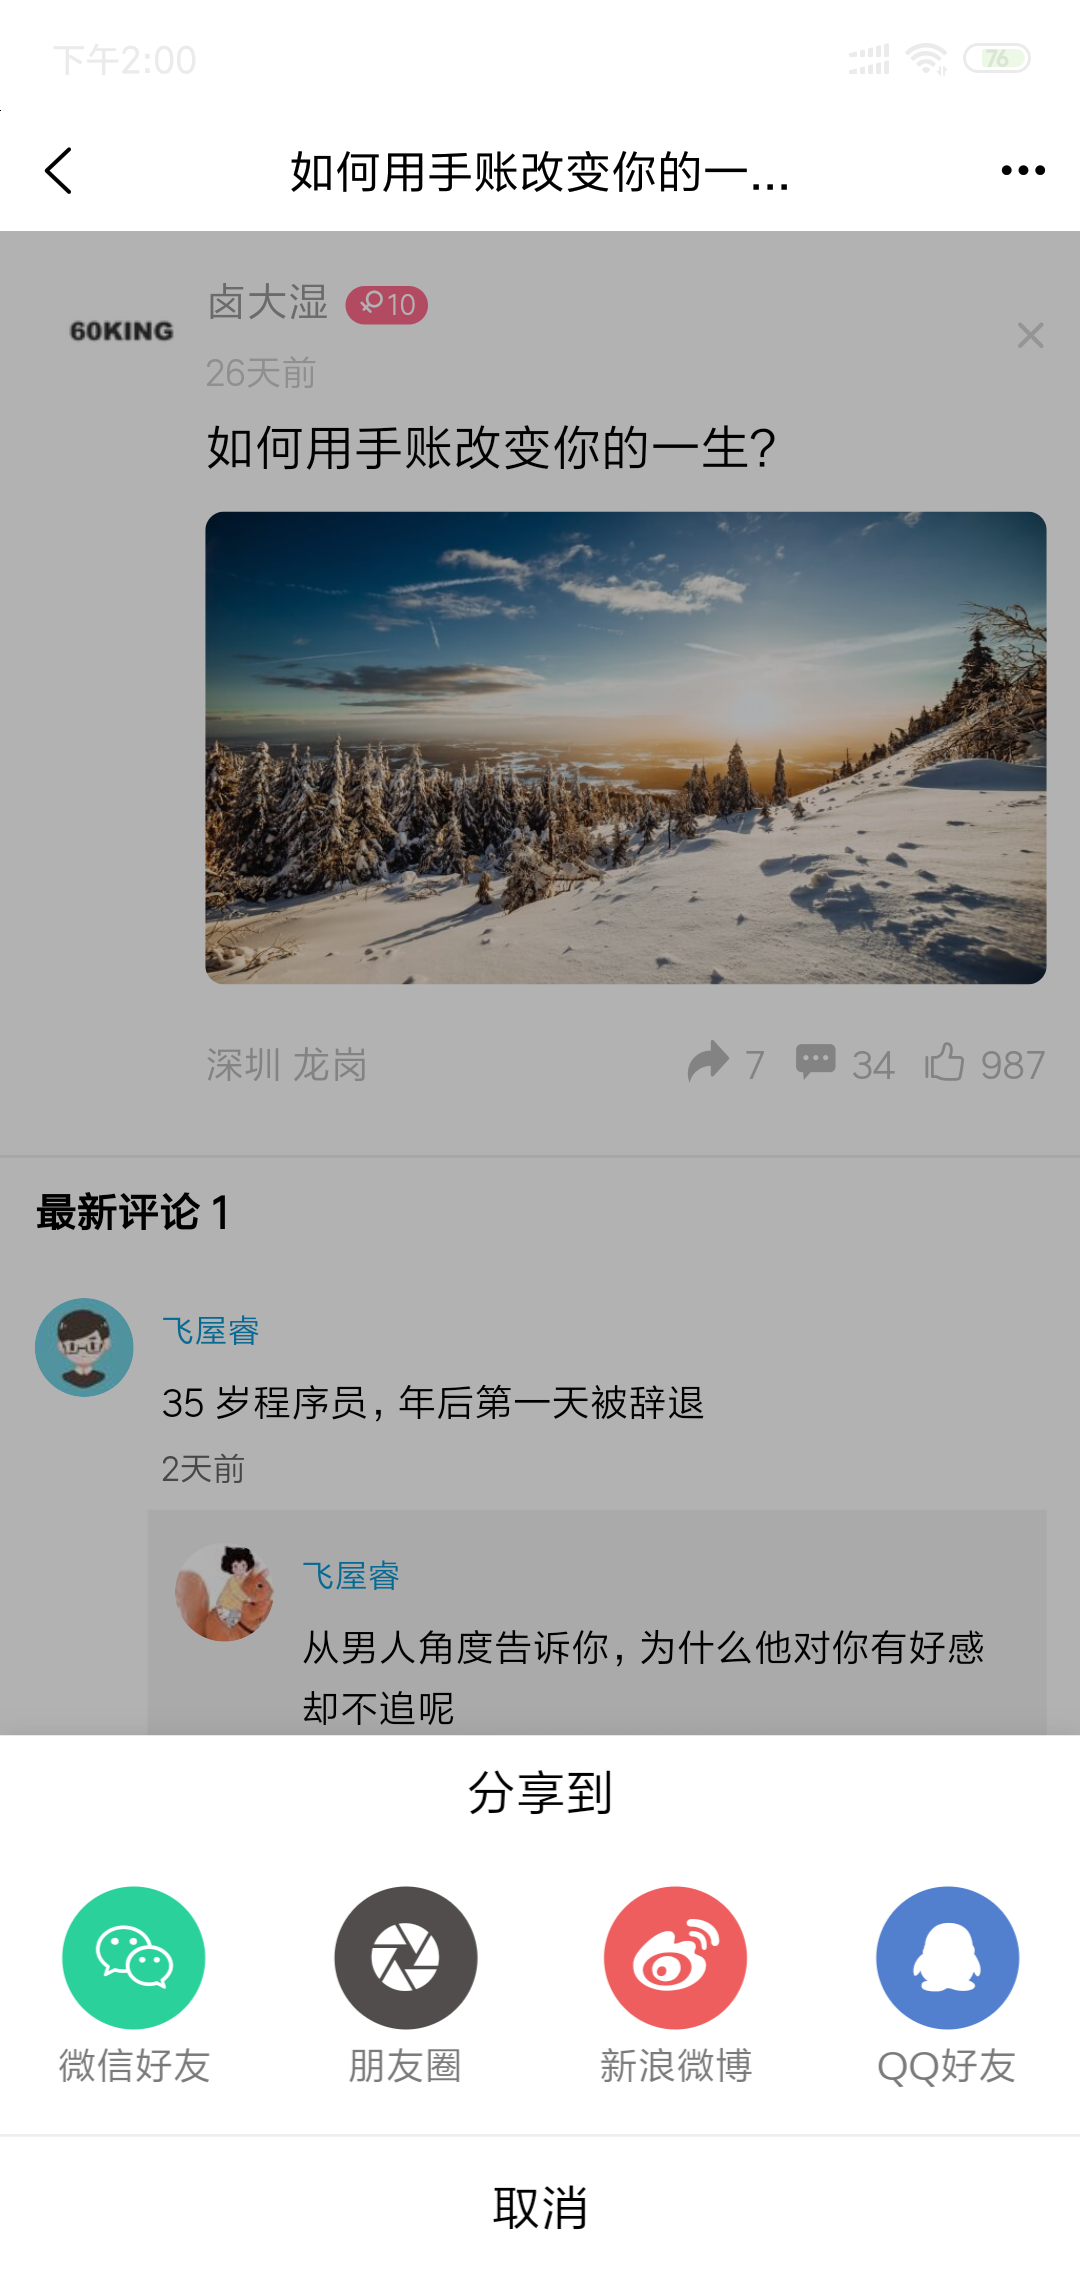 下午2:00
76
如何用手账改变你的一...
60KING
卤大湿
10
26天前
如何用手账改变你的一生?
深圳 龙岗
7
34
987
最新评论 1
飞屋睿
35 岁程序员，年后第一天被辞退
2天前
飞屋睿
从男人角度告诉你，为什么他对你有好感
却不追呢
分享到
微信好友
朋友圈
新浪微博
QQ好友
取消